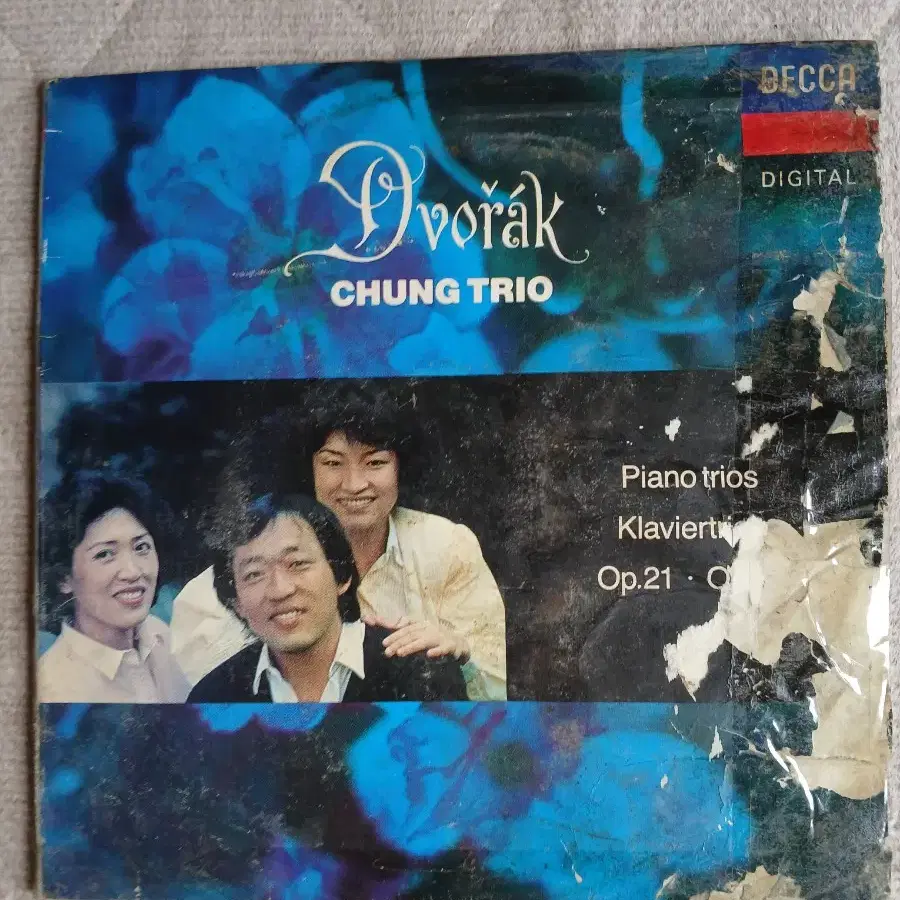 DECCA
DIGITAL
Dvořák
CHUNG TRIO
Piano trios
Op.21 ·